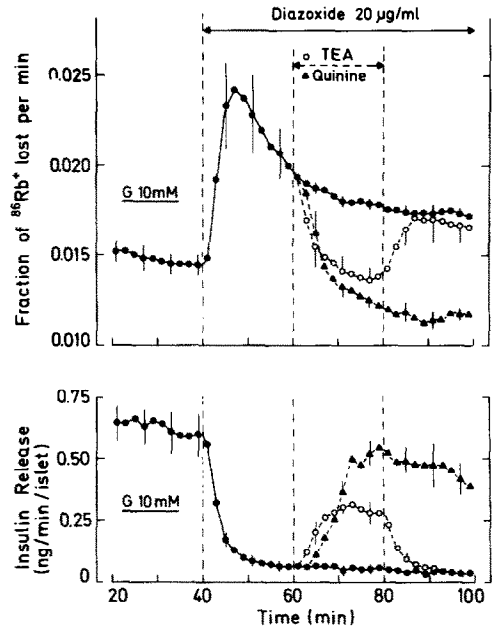 Diazoxide 20 µg/ml
TEA
Quinine
0.025
0.020
0.015
0.010
Fraction of ⁸⁶Rb⁺ lost per min
G 10mM
0.75
0.50
0.25
0
Insulin Release
(ng/min/islet)
G 10mM
20 40 60 80 100
Time (min)